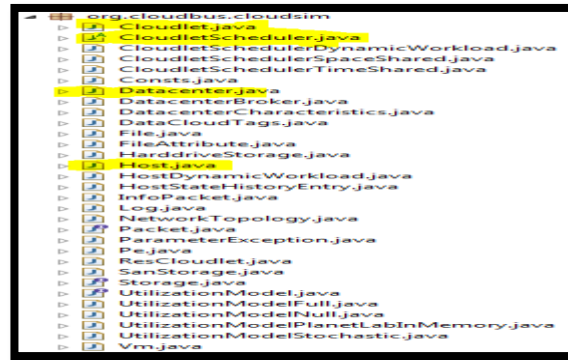 org.cloudbus.cloudsim
Cloudlet.java
CloudletScheduler.java
CloudletSchedulerDynamicWorkload.java
CloudletSchedulerSpaceShared.java
CloudletSchedulerTimeShared.java
Consts.java
Datacenter.java
DatacenterBroker.java
DatacenterCharacteristics.java
DataCloudTags.java
File.java
FileAttribute.java
HarddriveStorage.java
Host.java
HostDynamicWorkload.java
HostStateHistoryEntry.java
InfoPacket.java
Log.java
NetworkTopology.java
Packet.java
ParameterException.java
Pe.java
ResCloudlet.java
SanStorage.java
Storage.java
UtilizationModel.java
UtilizationModelFull.java
UtilizationModelNull.java
UtilizationModelPlanetLabInMemory.java
UtilizationModelStochastic.java
Vm.java